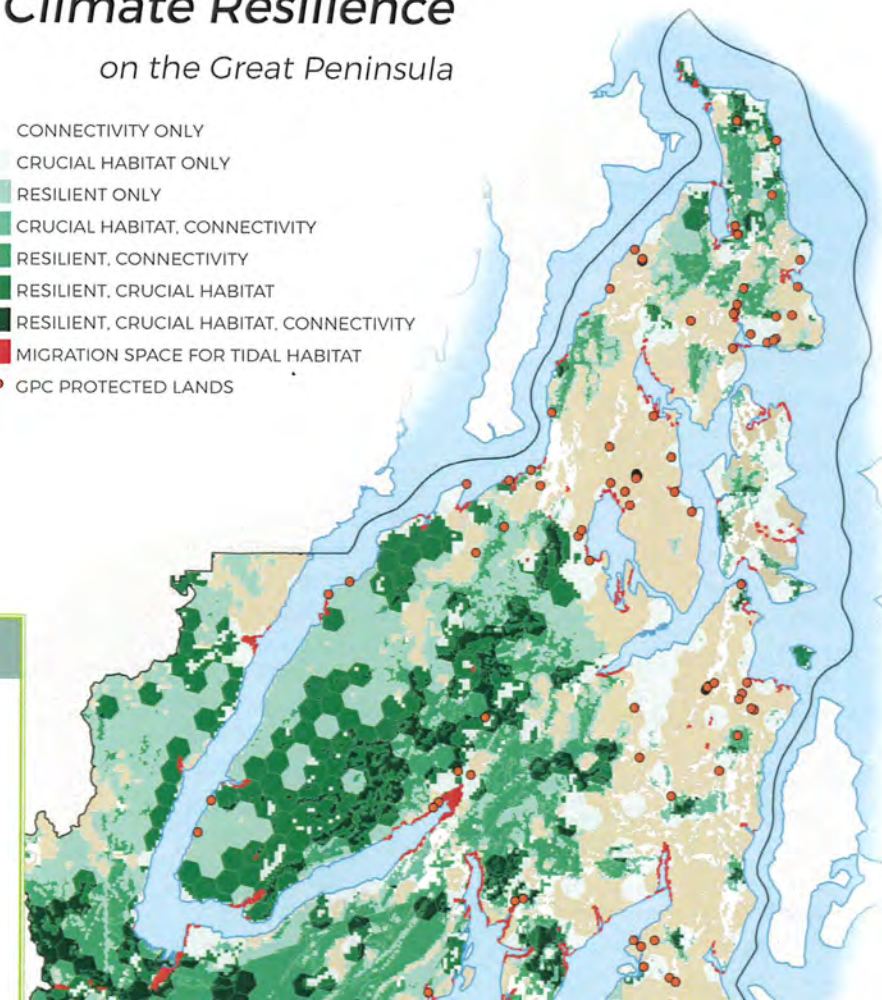 Climate Resilience
on the Great Peninsula
CONNECTIVITY ONLY
CRUCIAL HABITAT ONLY
RESILIENT ONLY
CRUCIAL HABITAT, CONNECTIVITY
RESILIENT, CONNECTIVITY
RESILIENT, CRUCIAL HABITAT
RESILIENT, CRUCIAL HABITAT, CONNECTIVITY
MIGRATION SPACE FOR TIDAL HABITAT
GPC PROTECTED LANDS